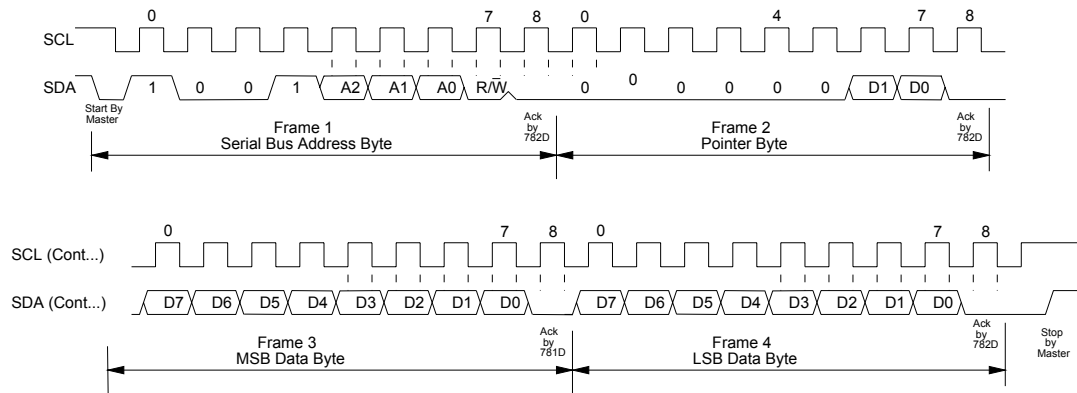 0 7 8 0 4 7 8
SCL
SDA 1 0 0 1 A2 A1 A0 R/W̅ 0 0 0 0 0 0 D1 D0
Start By
Master
Ack
by
782D
Ack
by
782D
Frame 1
Serial Bus Address Byte
Frame 2
Pointer Byte
0 7 8 0 7 8
SCL (Cont...)
SDA (Cont...) D7 D6 D5 D4 D3 D2 D1 D0 D7 D6 D5 D4 D3 D2 D1 D0
Ack
by
781D
Ack
by
782D
Stop
by
Master
Frame 3
MSB Data Byte
Frame 4
LSB Data Byte